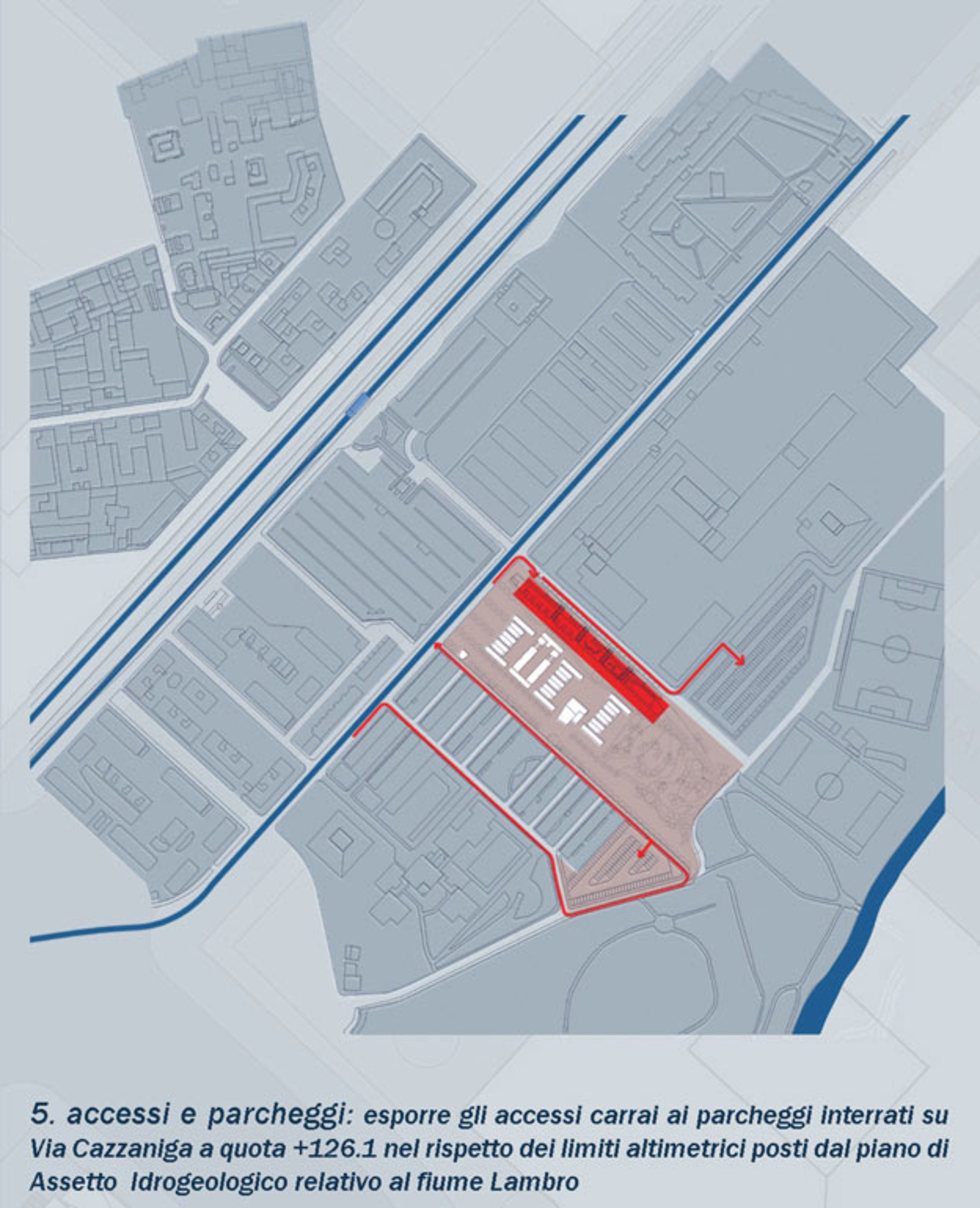 5. accessi e parcheggi: esporre gli accessi carrai ai parcheggi interrati su
Via Cazzaniga a quota +126.1 nel rispetto dei limiti altimetrici posti dal piano di
Assetto Idrogeologico relativo al fiume Lambro